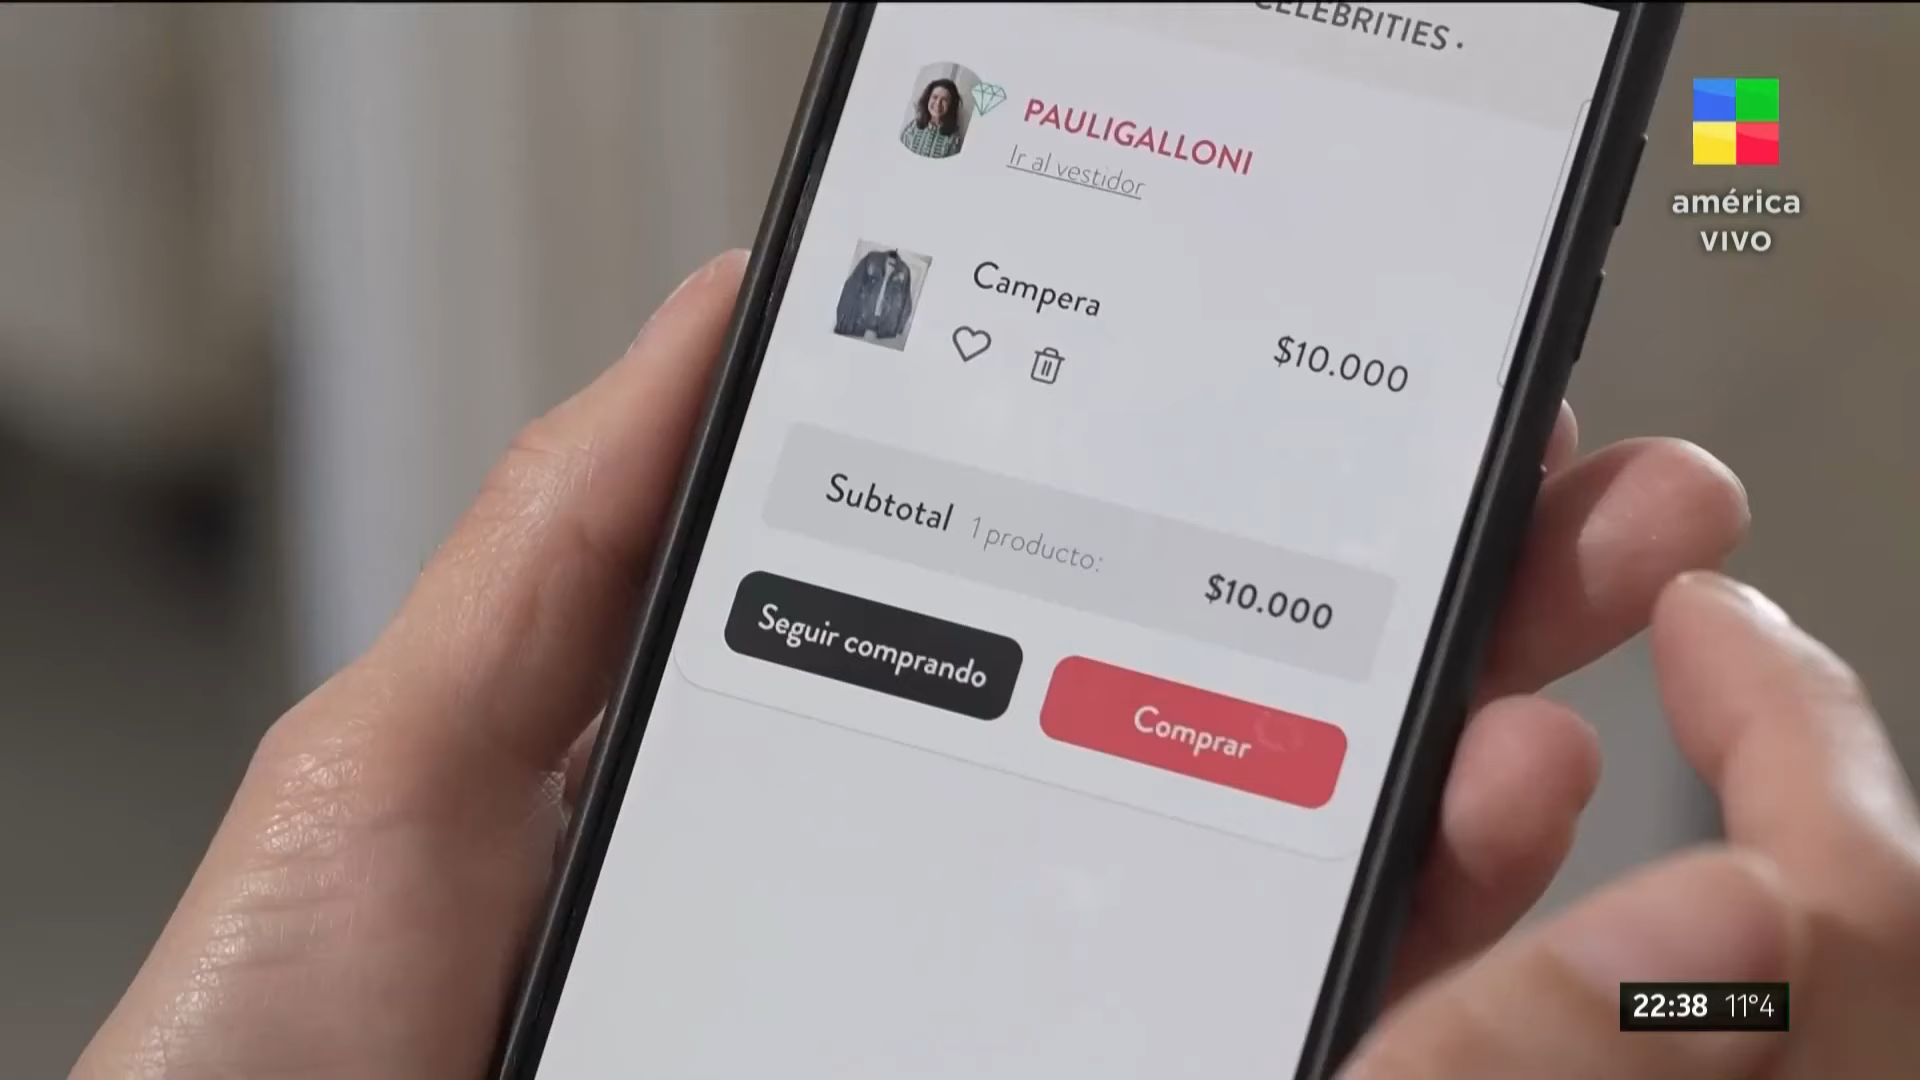 CELEBRITIES •
PAULIGALLONI
Ir al vestidor
Campera
$10.000
Subtotal 1 producto:
$10.000
Seguir comprando
Comprar
américa
VIVO
22:38 11°4